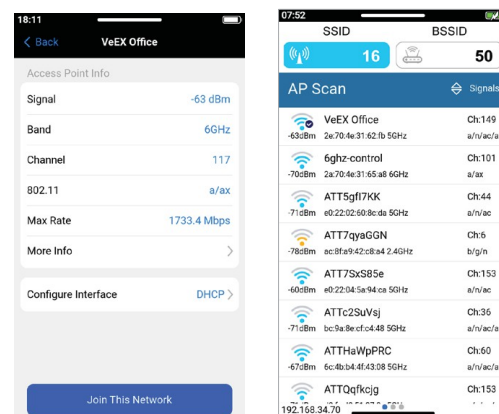 18:11
Back VeEX Office
Access Point Info
Signal -63 dBm
Band 6GHz
Channel 117
802.11 a/ax
Max Rate 1733.4 Mbps
More Info
Configure Interface DHCP
Join This Network
07:52
SSID BSSID
16 50
AP Scan Signals
VeEX Office Ch:149
-63dBm 2e:70:4e:31:62:fb 5GHz a/n/ac/a
6ghz-control Ch:101
-70dBm 2a:70:4e:31:65:a8 6GHz a/ax
ATT5gfI7KK Ch:44
-71dBm e0:22:02:60:8c:da 5GHz a/n/ac
ATT7qyaGGN Ch:6
-78dBm ac:8f:a9:42:c8:a4 2.4GHz b/g/n
ATT7SxS85e Ch:153
-60dBm e0:22:04:5a:94:ca 5GHz a/n/ac
ATTc2SuVsj Ch:36
-71dBm bc:9a:8e:cf:c4:48 5GHz a/n/ac/a
ATTHaWpPRC Ch:60
-67dBm 6c:4b:b4:4f:43:08 5GHz a/n/ac/a
ATTQqfkcjg Ch:153
192.168.34.70